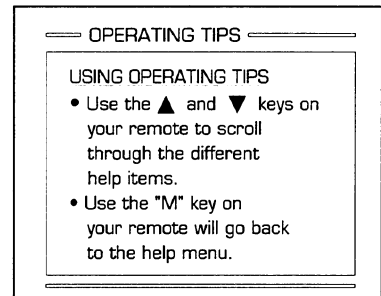 OPERATING TIPS
USING OPERATING TIPS
• Use the ▲ and ▼ keys on
your remote to scroll
through the different
help items.
• Use the "M" key on
your remote will go back
to the help menu.